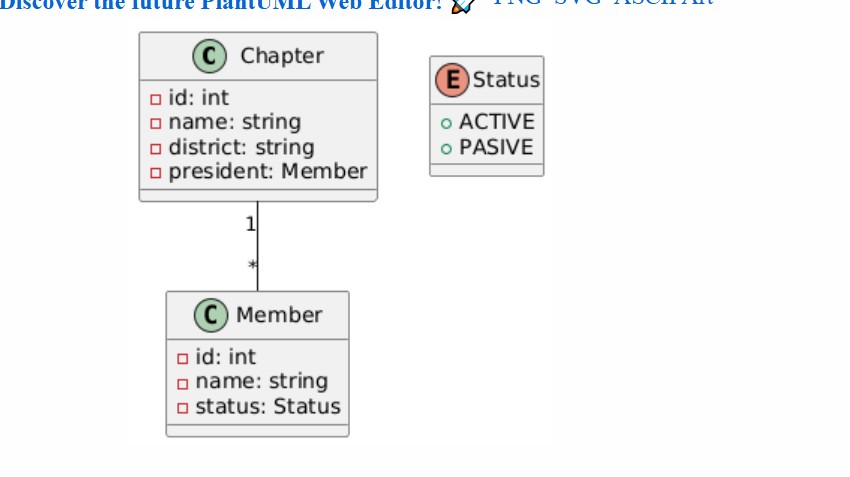 Discover the future PlantUML Web Editor! 🚀 PNG SVG ASCII Art
C Chapter
id: int
name: string
district: string
president: Member
E Status
ACTIVE
PASIVE
1
*
C Member
id: int
name: string
status: Status